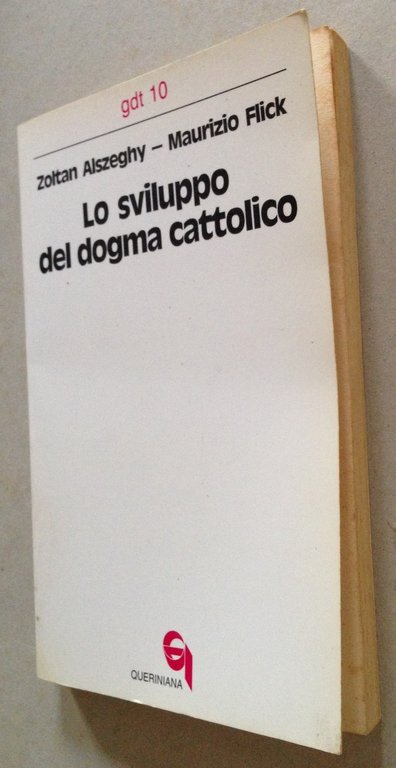 gdt 10
Zoltan Alszeghy – Maurizio Flick
Lo sviluppo
del dogma cattolico
QUERINIANA